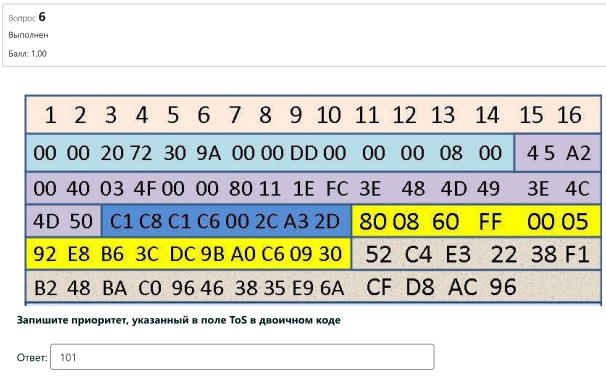 Вопрос 6
Выполнен
Балл: 1,00
1 2 3 4 5 6 7 8 9 10 11 12 13 14 15 16
00 00 20 72 30 9A 00 00 DD 00 00 00 08 00 4 5 A2
00 40 03 4F 00 00 80 11 1E FC 3E 48 4D 49 3E 4C
4D 50 C1 C8 C1 C6 00 2C A3 2D 80 08 60 FF 00 05
92 E8 B6 3C DC 9B A0 C6 09 30 52 C4 E3 22 38 F1
B2 48 BA C0 96 46 38 35 E9 6A CF D8 AC 96
Запишите приоритет, указанный в поле ToS в двоичном коде
Ответ: 101